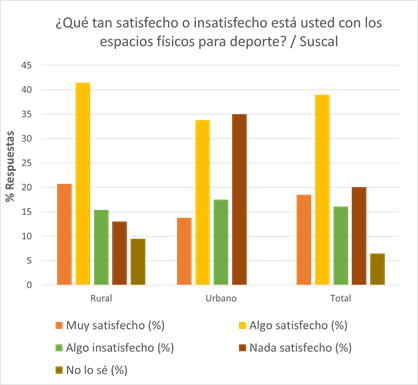 ¿Qué tan satisfecho o insatisfecho está usted con los
espacios físicos para deporte? / Suscal
% Respuestas
45
40
35
30
25
20
15
10
5
0
Rural
Urbano
Total
Muy satisfecho (%)
Algo satisfecho (%)
Algo insatisfecho (%)
Nada satisfecho (%)
No lo sé (%)